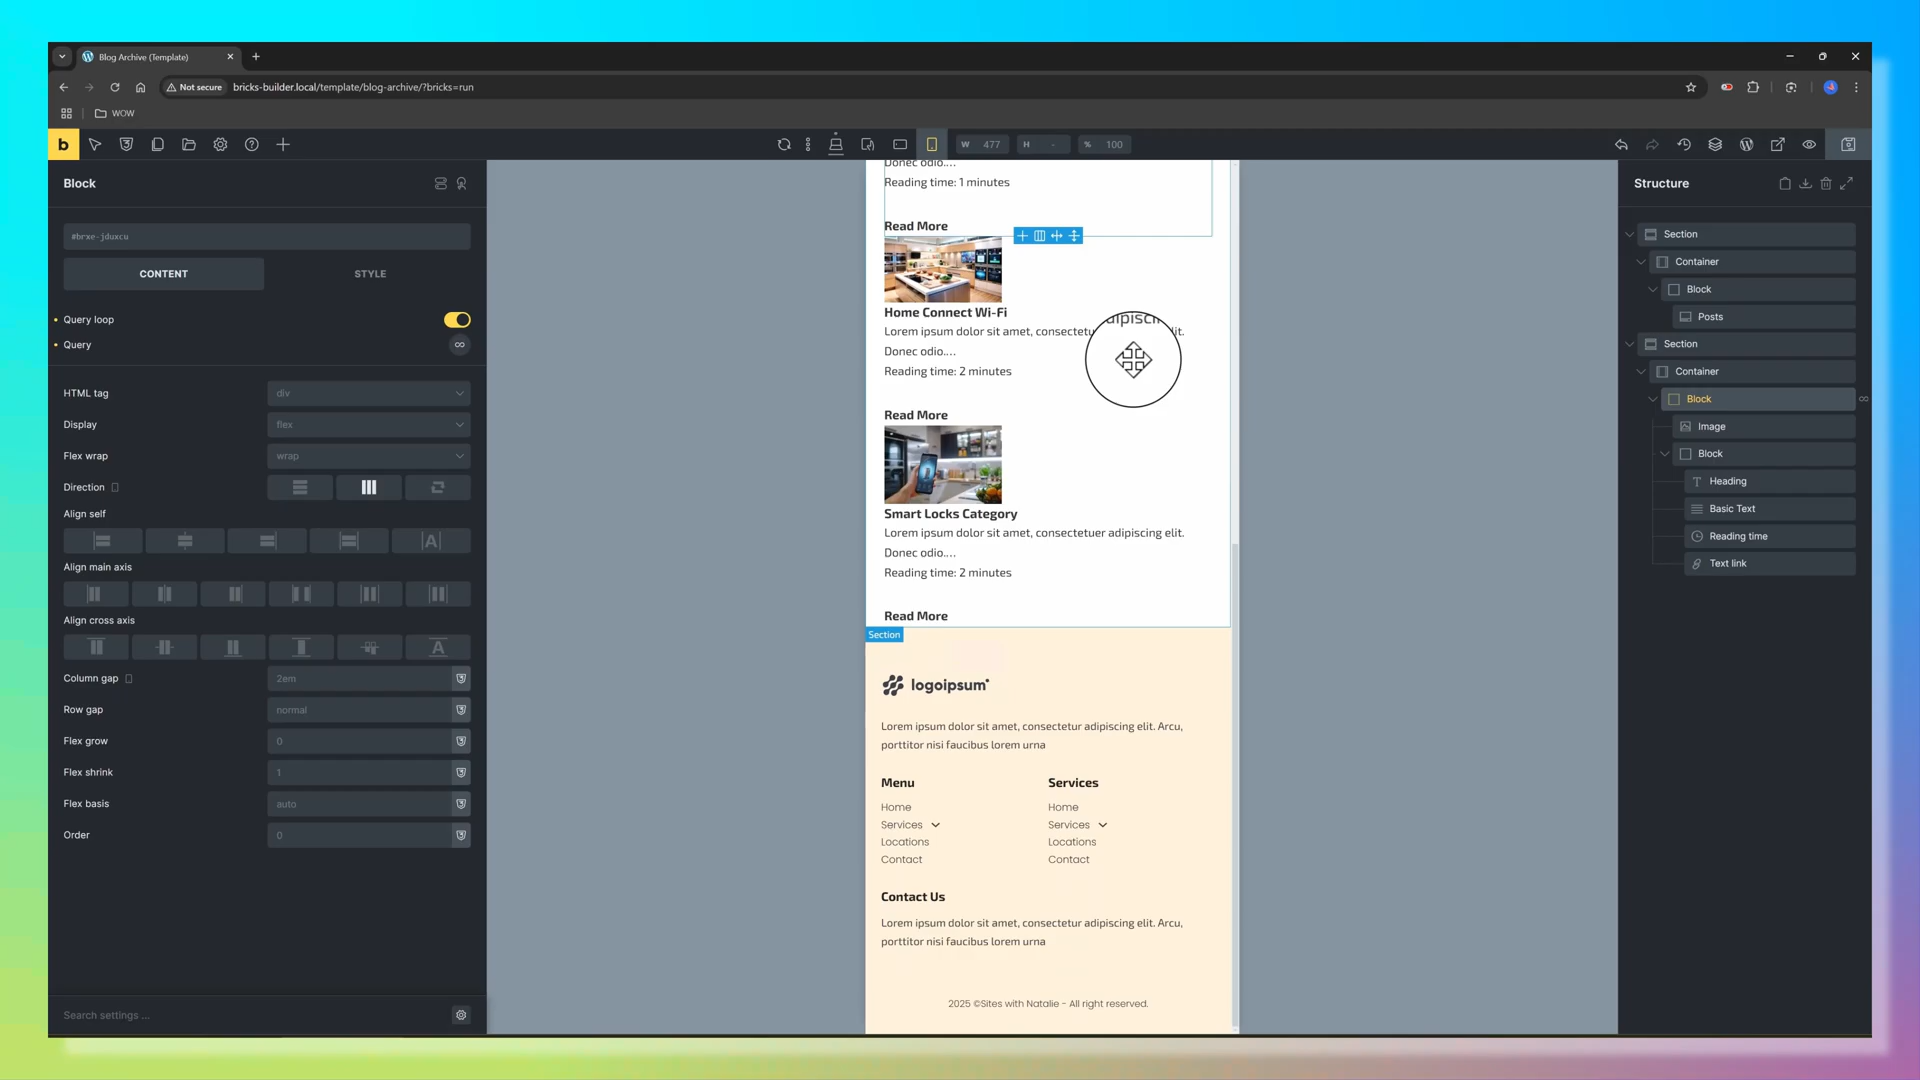 Blog Archive (Template)
Not secure
bricks-builder.local/template/blog-archive/?bricks=run
WOW
b
W 477 H - % 100
Block
#brxe-jduxcu
CONTENT
STYLE
Query loop
Query
HTML tag
div
Display
flex
Flex wrap
wrap
Direction
Align self
A
Align main axis
Align cross axis
A
Column gap
2em
Row gap
normal
Flex grow
0
Flex shrink
1
Flex basis
auto
Order
0
Search settings ...
Donec odio....
Reading time: 1 minutes
Read More
Home Connect Wi-Fi
Lorem ipsum dolor sit amet, consectetu adipiscin lit.
Donec odio....
Reading time: 2 minutes
Read More
Smart Locks Category
Lorem ipsum dolor sit amet, consectetuer adipiscing elit.
Donec odio....
Reading time: 2 minutes
Read More
Section
logoipsum
Lorem ipsum dolor sit amet, consectetur adipiscing elit. Arcu,
porttitor nisi faucibus lorem urna
Menu
Home
Services
Locations
Contact
Services
Home
Services
Locations
Contact
Contact Us
Lorem ipsum dolor sit amet, consectetur adipiscing elit. Arcu,
porttitor nisi faucibus lorem urna
2025 ©Sites with Natalie - All right reserved.
Structure
Section
Container
Block
Posts
Section
Container
Block
Image
Block
Heading
Basic Text
Reading time
Text link